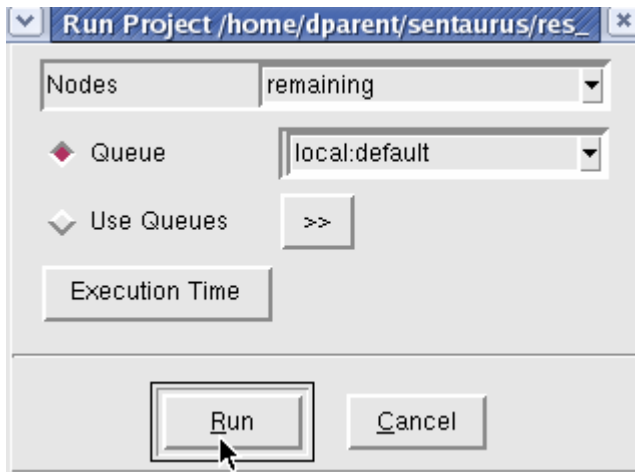 Run Project /home/dparent/sentaurus/res_
Nodes remaining
Queue local:default
Use Queues >>
Execution Time
Run Cancel